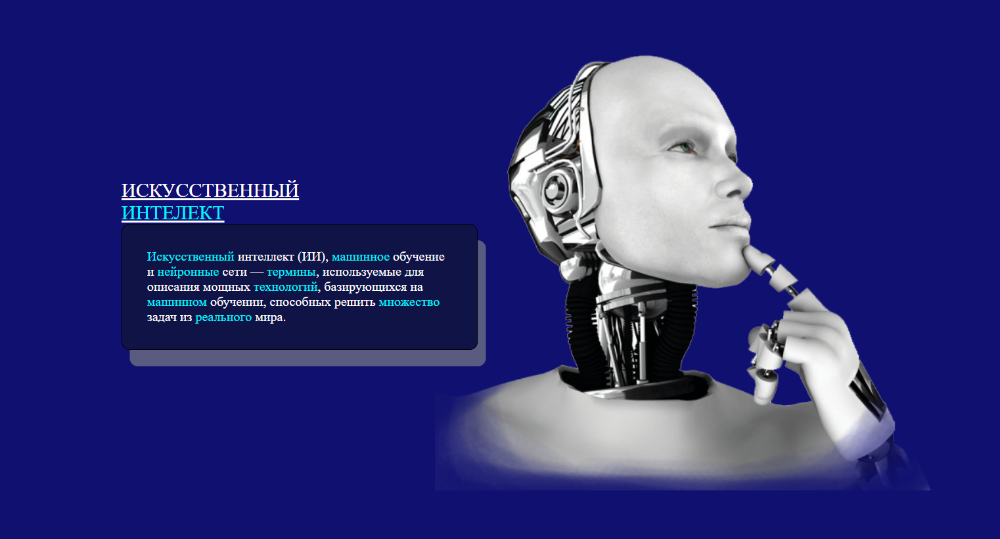 ИСКУССТВЕННЫЙ
ИНТЕЛЕКТ
Искусственный интеллект (ИИ), машинное обучение
и нейронные сети — термины, используемые для
описания мощных технологий, базирующихся на
машинном обучении, способных решить множество
задач из реального мира.